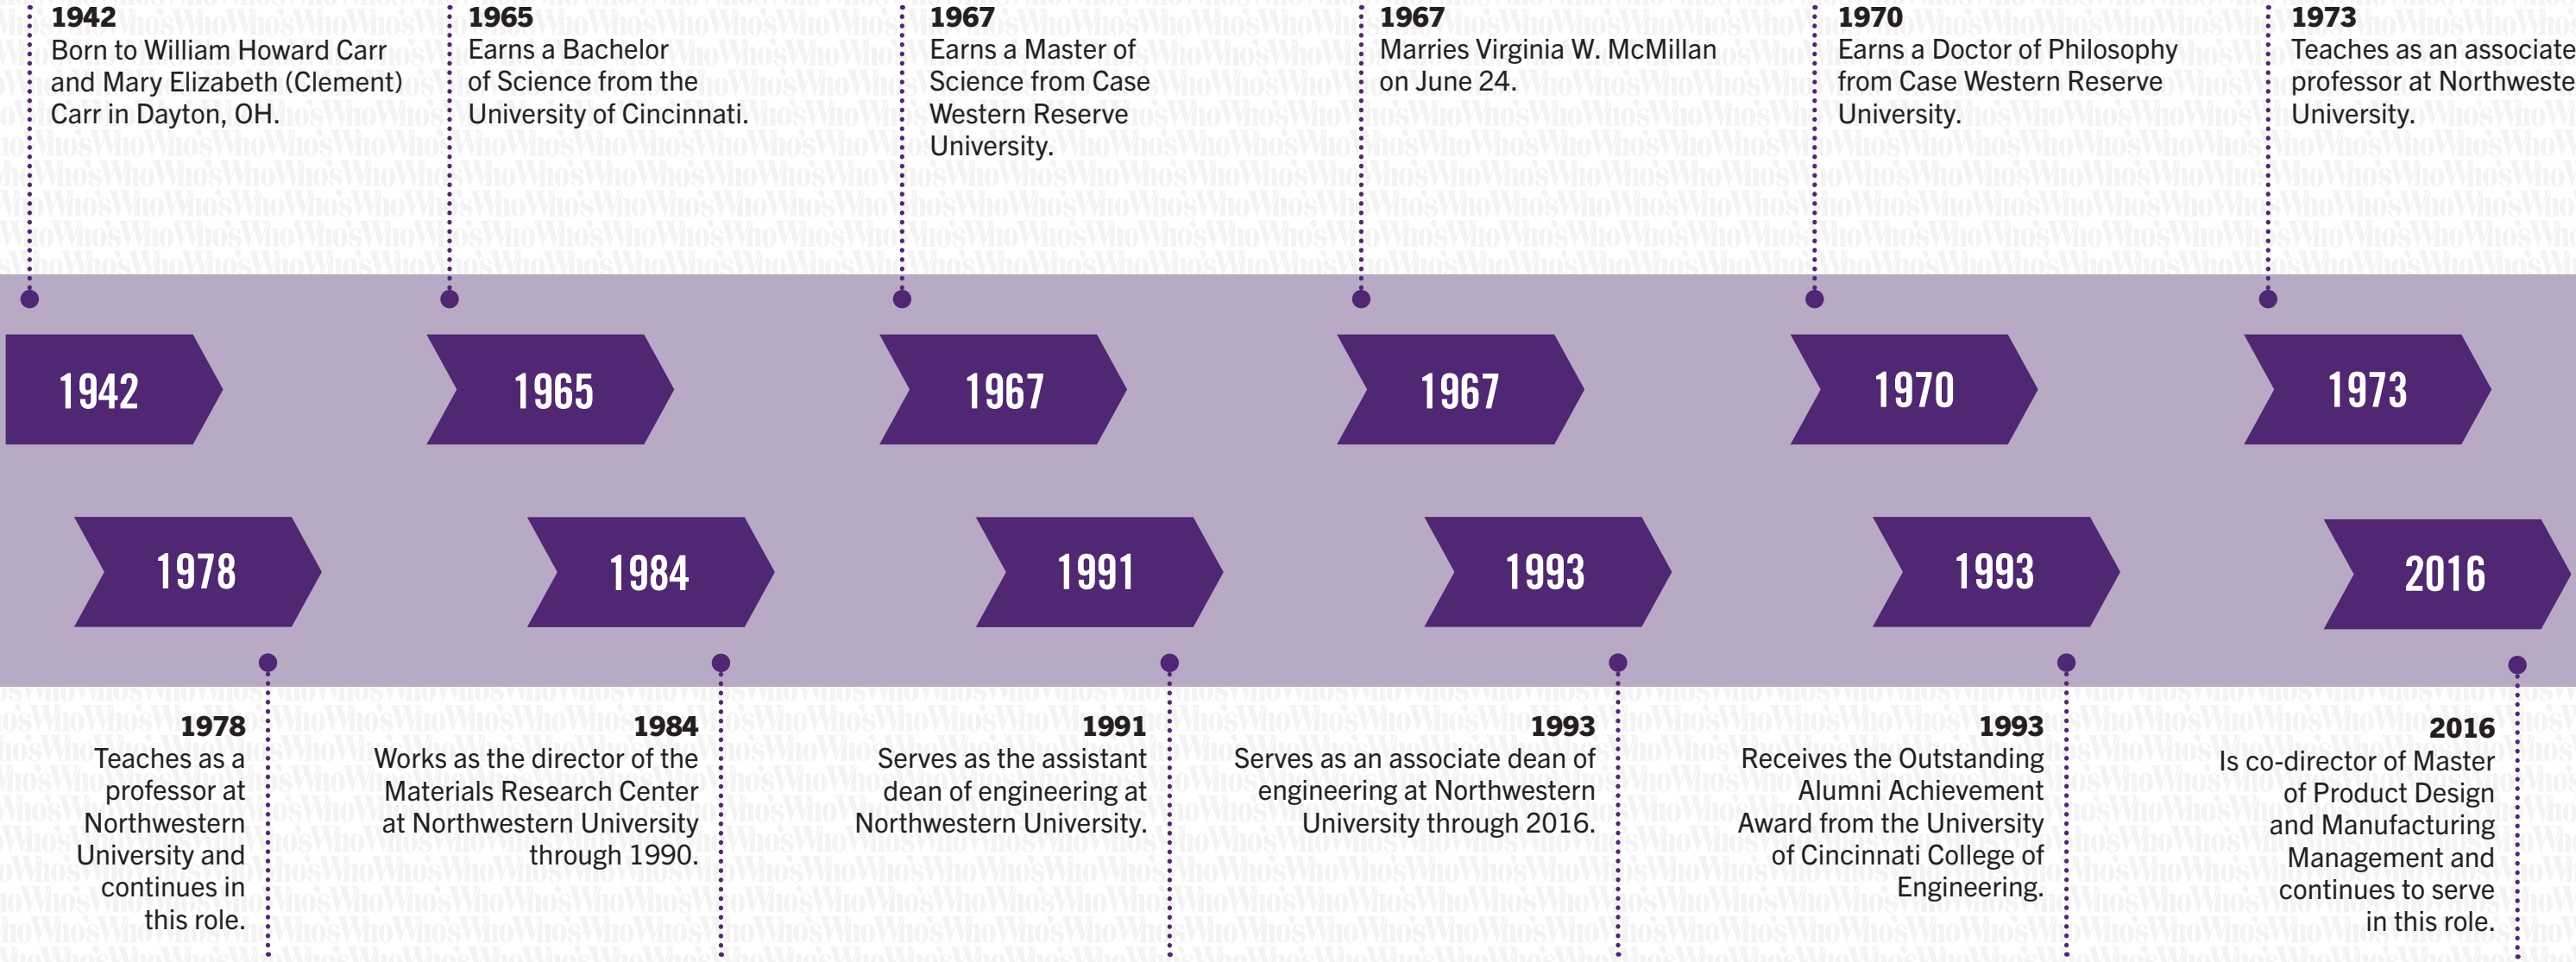 1942
Born to William Howard Carr
and Mary Elizabeth (Clement)
Carr in Dayton, OH.
1965
Earns a Bachelor
of Science from the
University of Cincinnati.
1967
Earns a Master of
Science from Case
Western Reserve
University.
1967
Marries Virginia W. McMillan
on June 24.
1970
Earns a Doctor of Philosophy
from Case Western Reserve
University.
1973
Teaches as an associate
professor at Northweste
University.
1942
1965
1967
1967
1970
1973
1978
1984
1991
1993
1993
2016
1978
Teaches as a
professor at
Northwestern
University and
continues in
this role.
1984
Works as the director of the
Materials Research Center
at Northwestern University
through 1990.
1991
Serves as the assistant
dean of engineering at
Northwestern University.
1993
Serves as an associate dean of
engineering at Northwestern
University through 2016.
1993
Receives the Outstanding
Alumni Achievement
Award from the University
of Cincinnati College of
Engineering.
2016
Is co-director of Master
of Product Design
and Manufacturing
Management and
continues to serve
in this role.